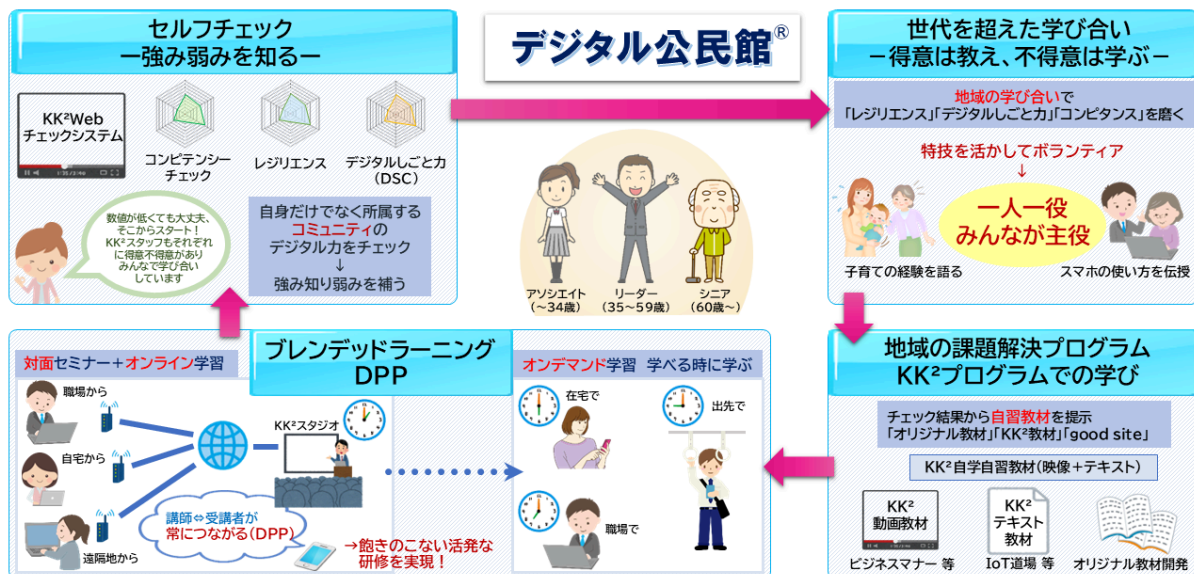 デジタル公民館®
セルフチェック
ー強み弱みを知るー
KK²Web
チェックシステム
コンピテンシー
チェック
レジリエンス
デジタルしごと力
(DSC)
数値が低くても大丈夫、
そこからスタート！
KK²スタッフもそれぞれ
に得意不得意があり
みんなで学び合い
しています
自身だけでなく所属する
コミュニティの
デジタル力をチェック
↓
強み知り弱みを補う
アソシエイト
(～34歳)
リーダー
(35～59歳)
シニア
(60歳～)
世代を超えた学び合い
－得意は教え、不得意は学ぶ－
地域の学び合いで
「レジリエンス」「デジタルしごと力」「コンピタンス」を磨く
特技を活かしてボランティア
↓
一人一役
みんなが主役
子育ての経験を語る
スマホの使い方を伝授
地域の課題解決プログラム
KK²プログラムでの学び
チェック結果から自習教材を提示
「オリジナル教材」「KK²教材」「good site」
KK²自学自習教材(映像＋テキスト)
KK²
動画教材
ビジネスマナー 等
KK²
テキスト
教材
IoT道場 等
オリジナル教材開発
ブレンデッドラーニング
DPP
対面セミナー＋オンライン学習
職場から
自宅から
遠隔地から
KK²スタジオ
講師⇔受講者が
常につながる(DPP)
→飽きのこない活発な
研修を実現！
オンデマンド学習 学べる時に学ぶ
在宅で
出先で
職場で